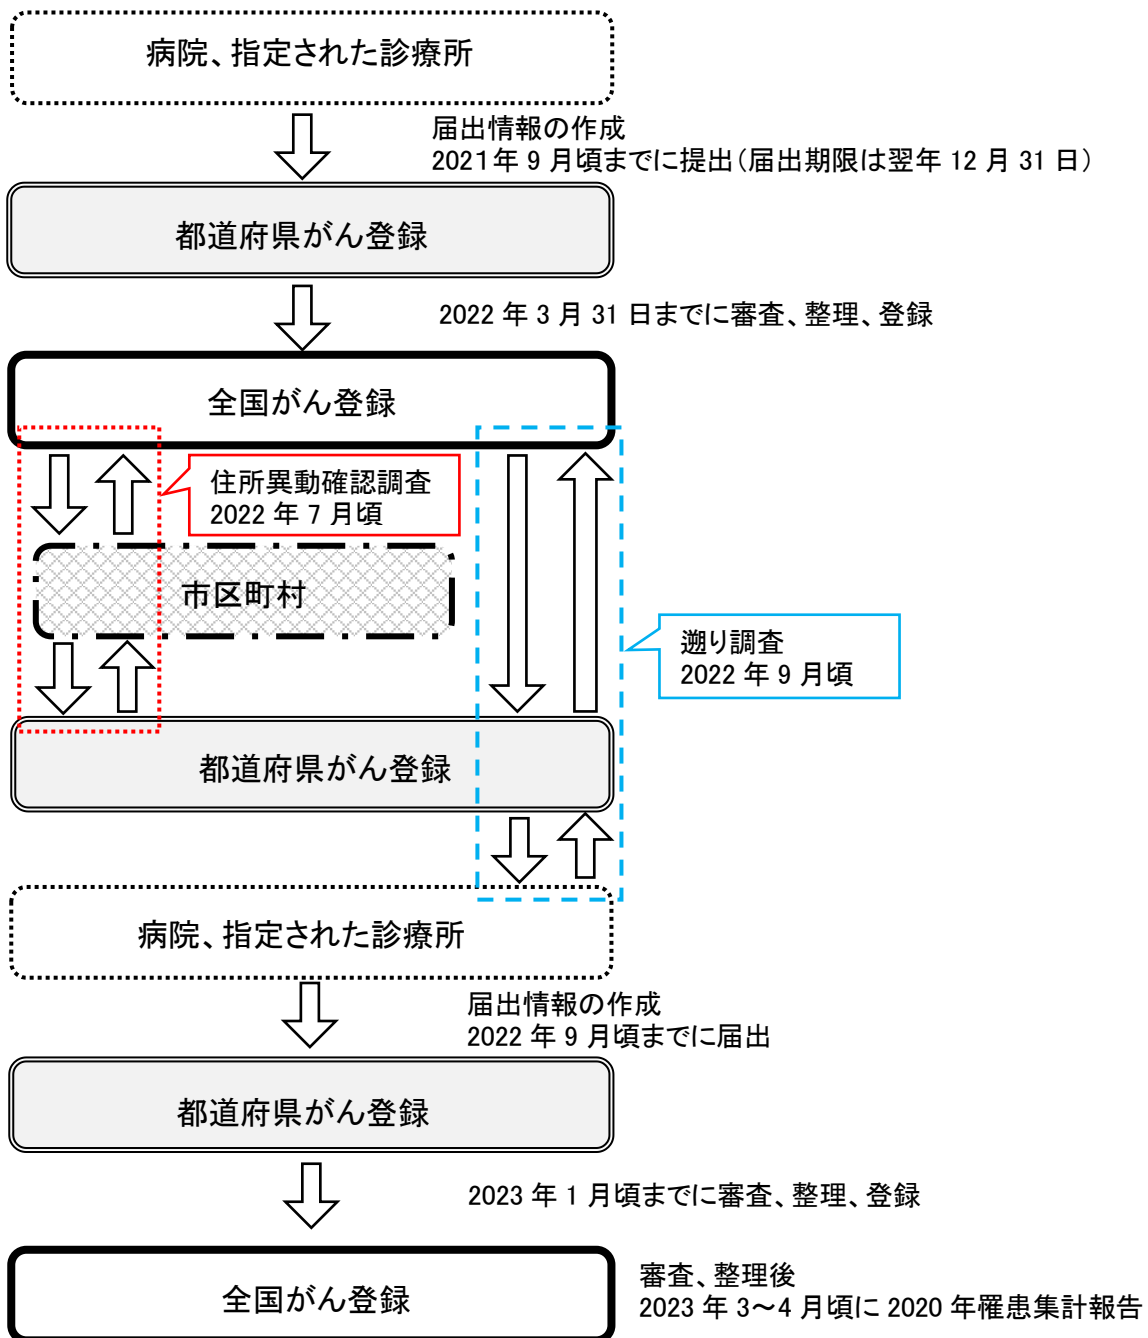 病院、指定された診療所
届出情報の作成
2021年 9 月頃までに提出（届出期限は翌年 12 月 31 日）
都道府県がん登録
2022 年 3 月 31 日までに審査、整理、登録
全国がん登録
住所異動確認調査
2022 年 7 月頃
市区町村
遡り調査
2022 年 9 月頃
都道府県がん登録
病院、指定された診療所
届出情報の作成
2022 年 9 月頃までに届出
都道府県がん登録
2023 年 1 月頃までに審査、整理、登録
全国がん登録
審査、整理後
2023 年 3～4 月頃に 2020 年罹患集計報告